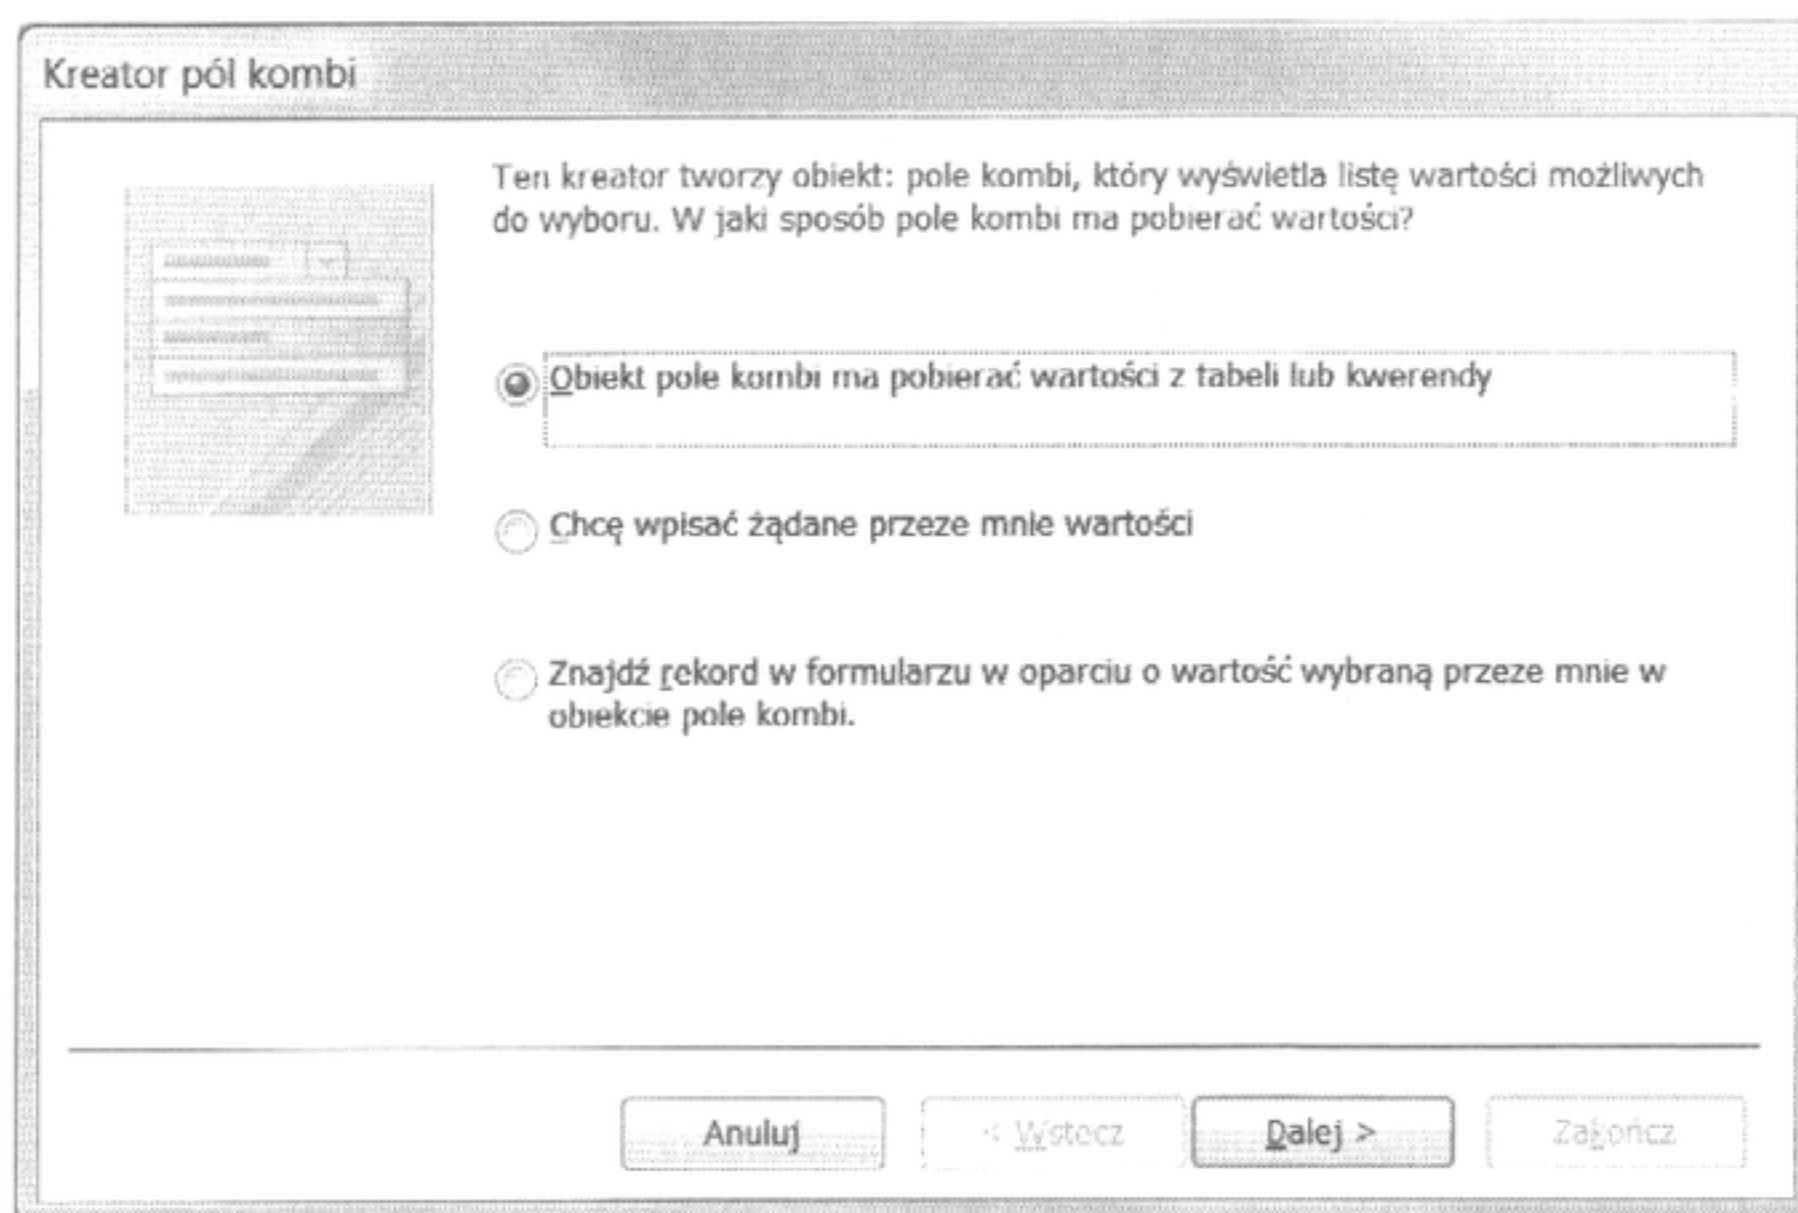 Kreator pól kombi
Ten kreator tworzy obiekt: pole kombi, który wyświetla listę wartości możliwych
do wyboru. W jaki sposób pole kombi ma pobierać wartości?
Obiekt pole kombi ma pobierać wartości z tabeli lub kwerendy
Chcę wpisać żądane przeze mnie wartości
Znajdź rekord w formularzu w oparciu o wartość wybraną przeze mnie w
obiekcie pole kombi.
Anuluj < Wstecz Dalej > Zakończ